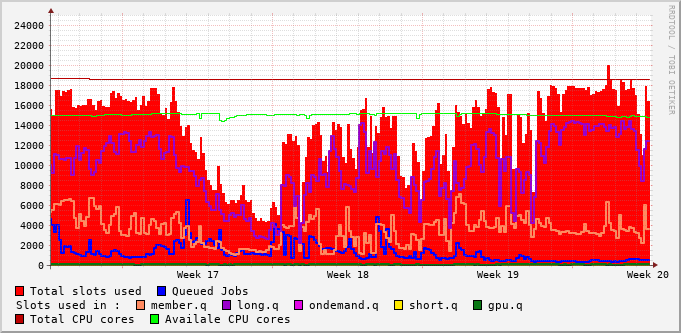 24000
22000
20000
18000
16000
14000
12000
10000
8000
6000
4000
2000
0
Week 17 Week 18 Week 19 Week 20
RRDTOOL / TOBI OETIKER
Total slots used Queued Jobs
Slots used in : member.q long.q ondemand.q short.q gpu.q
Total CPU cores Availale CPU cores